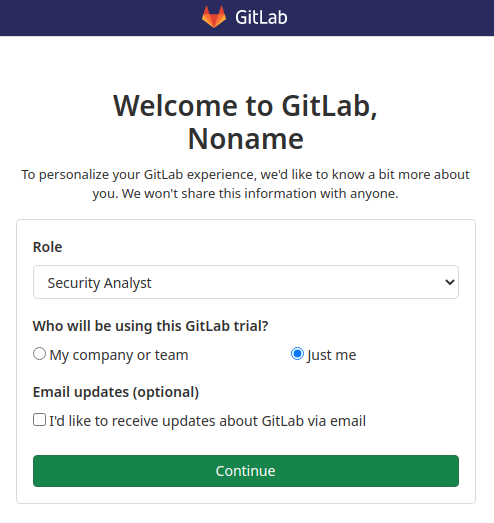 GitLab
Welcome to GitLab,
Noname
To personalize your GitLab experience, we'd like to know a bit more about
you. We won't share this information with anyone.
Role
Security Analyst
Who will be using this GitLab trial?
My company or team Just me
Email updates (optional)
I'd like to receive updates about GitLab via email
Continue